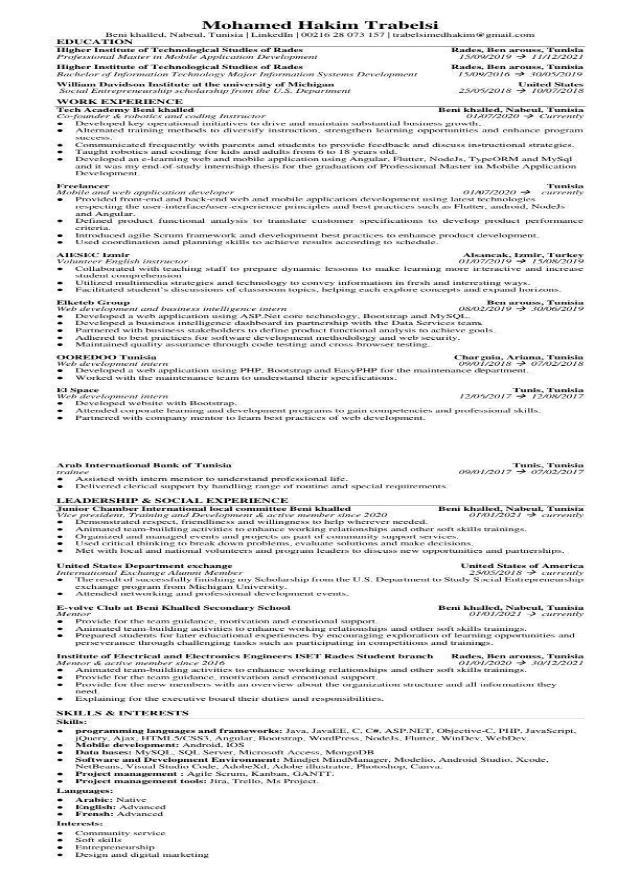 Mohamed Hakim Trabelsi
Beni khalled, Nabeul, Tunisia | LinkedIn | 00216 28 073 157 | trabelsimedhakim@gmail.com
EDUCATION
Higher Institute of Technological Studies of Rades Rades, Ben arouss, Tunisia
Professional Master in Mobile Application Development 15/09/2019 → 11/12/2021
Higher Institute of Technological Studies of Rades Rades, Ben arouss, Tunisia
Bachelor of Information Technology Major Information Systems Development 15/09/2016 → 30/05/2019
William Davidson Institute at the university of Michigan United States
Social Entrepreneurship scholarship from the U.S. Department 25/05/2018 → 10/07/2018
WORK EXPERIENCE
Tech Academy Beni khalled Beni khalled, Nabeul, Tunisia
Co-founder & robotics and coding Instructor 01/07/2020 → Currently
● Developed key operational initiatives to drive and maintain substantial business growth.
● Alternated training methods to diversify instruction, strengthen learning opportunities and enhance program
success.
● Communicated frequently with parents and students to provide feedback and discuss instructional strategies.
● Taught robotics and coding for kids and adults from 6 to 18 years old.
● Developed an e-learning web and mobile application using Angular, Flutter, NodeJs, TypeORM and MySql
and it was my end-of-study internship thesis for the graduation of Professional Master in Mobile Application
Development.
Freelancer Tunisia
Mobile and web application developer 01/07/2020 → currently
● Provided front-end and back-end web and mobile application development using latest technologies
respecting the user-interface/user-experience principles and best practices such as Flutter, android, NodeJs
and Angular.
● Defined product functional analysis to translate customer specifications to develop product performance
criteria.
● Introduced agile Scrum framework and development best practices to enhance product development.
● Used coordination and planning skills to achieve results according to schedule.
AIESEC Izmir Alsancak, Izmir, Turkey
Volunteer English instructor 01/07/2019 → 15/08/2019
● Collaborated with teaching staff to prepare dynamic lessons to make learning more interactive and increase
student comprehension
● Utilized multimedia strategies and technology to convey information in fresh and interesting ways.
● Facilitated student's discussions of classroom topics, helping each explore concepts and expand horizons.
Elketeb Group Ben arouss, Tunisia
Web development and business intelligence intern 08/02/2019 → 30/06/2019
● Developed a web application using ASP.Net core technology, Bootstrap and MySQL.
● Developed a business intelligence dashboard in partnership with the Data Services team.
● Partnered with business stakeholders to define product functional analysis to achieve goals.
● Adhered to best practices for software development methodology and web security.
● Maintained quality assurance through code testing and cross-browser testing.
OOREDOO Tunisia Charguia, Ariana, Tunisia
Web development intern 09/01/2018 → 07/02/2018
● Developed a web application using PHP, Bootstrap and EasyPHP for the maintenance department.
● Worked with the maintenance team to understand their specifications.
El Space Tunis, Tunisia
Web development intern 12/05/2017 → 12/08/2017
● Developed website with Bootstrap.
● Attended corporate learning and development programs to gain competencies and professional skills.
● Partnered with company mentor to learn best practices of web development.
Arab International Bank of Tunisia Tunis, Tunisia
trainee 09/01/2017 → 07/02/2017
● Assisted with intern mentor to understand professional life.
● Delivered clerical support by handling range of routine and special requirements.
LEADERSHIP & SOCIAL EXPERIENCE
Junior Chamber International local committee Beni khalled Beni khalled, Nabeul, Tunisia
Vice president, Training and Development & active member since 2020 01/01/2021 → currently
● Demonstrated respect, friendliness and willingness to help wherever needed.
● Animated team-building activities to enhance working relationships and other soft skills trainings.
● Organized and managed events and projects as part of community support services.
● Used critical thinking to break down problems, evaluate solutions and make decisions.
● Met with local and national volunteers and program leaders to discuss new opportunities and partnerships.
United States Department exchange United States of America
International Exchange Alumni Member 25/05/2018 → currently
● The result of successfully finishing my Scholarship from the U.S. Department to Study Social Entrepreneurship
exchange program from Michigan University.
● Attended networking and professional development events.
E-volve Club at Beni Khalled Secondary School Beni khalled, Nabeul, Tunisia
Mentor 01/01/2021 → currently
● Provide for the team guidance, motivation and emotional support.
● Animated team-building activities to enhance working relationships and other soft skills trainings.
● Prepared students for later educational experiences by encouraging exploration of learning opportunities and
perseverance through challenging tasks such as participating in competitions and trainings.
Institute of Electrical and Electronics Engineers ISET Rades Student branch Rades, Ben arouss, Tunisia
Mentor & active member since 2016 01/01/2020 → 30/12/2021
● Animated team-building activities to enhance working relationships and other soft skills trainings.
● Provide for the team guidance, motivation and emotional support.
● Provide for the new members with an overview about the organization structure and all information they
need.
● Explaining for the executive board their duties and responsibilities.
SKILLS & INTERESTS
Skills:
● programming languages and frameworks: Java, JavaEE, C, C#, ASP.NET, Objective-C, PHP, JavaScript,
jQuery, Ajax, HTML5/CSS3, Angular, Bootstrap, WordPress, NodeJs, Flutter, WinDev, WebDev.
● Mobile development: Android, IOS
● Data bases: MySQL, SQL Server, Microsoft Access, MongoDB
● Software and Development Environment: Mindjet MindManager, Modelio, Android Studio, Xcode,
NetBeans, Visual Studio Code, AdobeXd, Adobe illustrator, Photoshop, Canva.
● Project management : Agile Scrum, Kanban, GANTT.
● Project management tools: Jira, Trello, Ms Project.
Languages:
● Arabic: Native
● English: Advanced
● Frensh: Advanced
Interests:
● Community service
● Soft skills
● Entrepreneurship
● Design and digital marketing